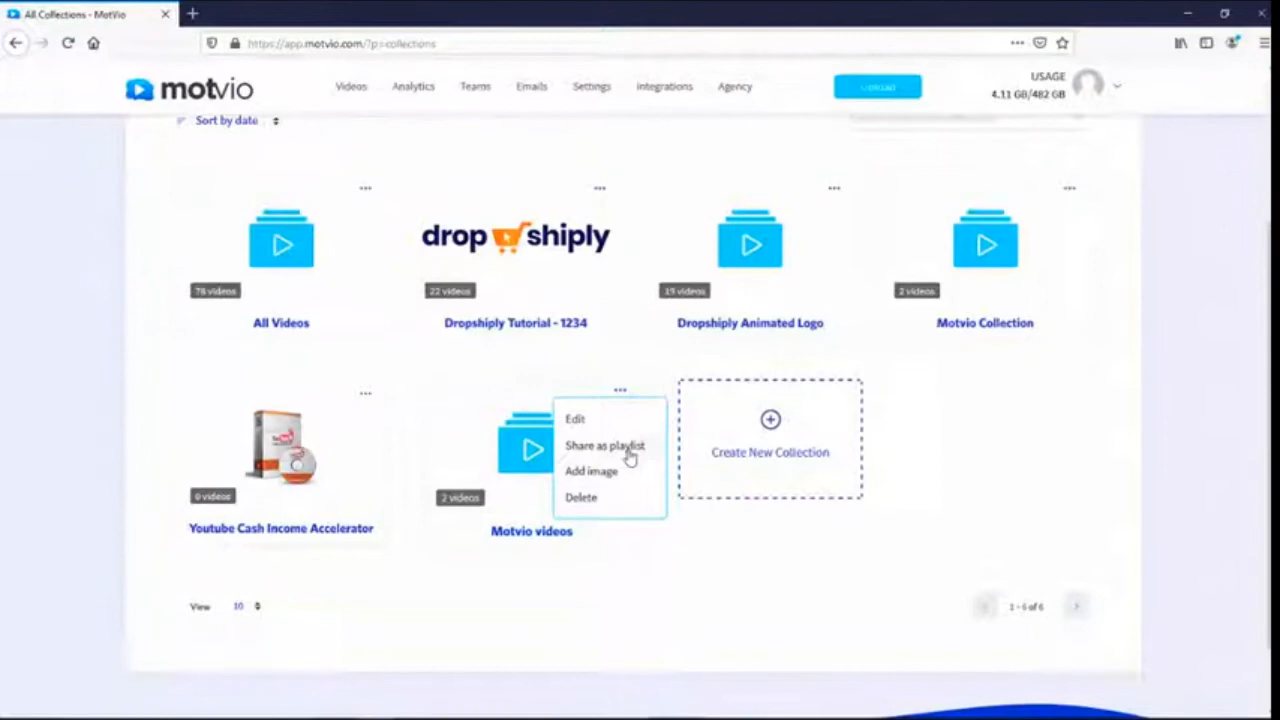 All Collections - MotVio
https://app.motvio.com/?p=collections
motvio
Videos
Analytics
Teams
Emails
Settings
Integrations
Agency
Upload
USAGE
4.11 GB/482 GB
Sort by date
78 videos
All Videos
drop shiply
22 videos
Dropshiply Tutorial - 1234
19 videos
Dropshiply Animated Logo
2 videos
Motvio Collection
0 videos
Youtube Cash Income Accelerator
2 videos
Motvio videos
Edit
Share as playlist
Add image
Delete
Create New Collection
View 10
1 - 6 of 6